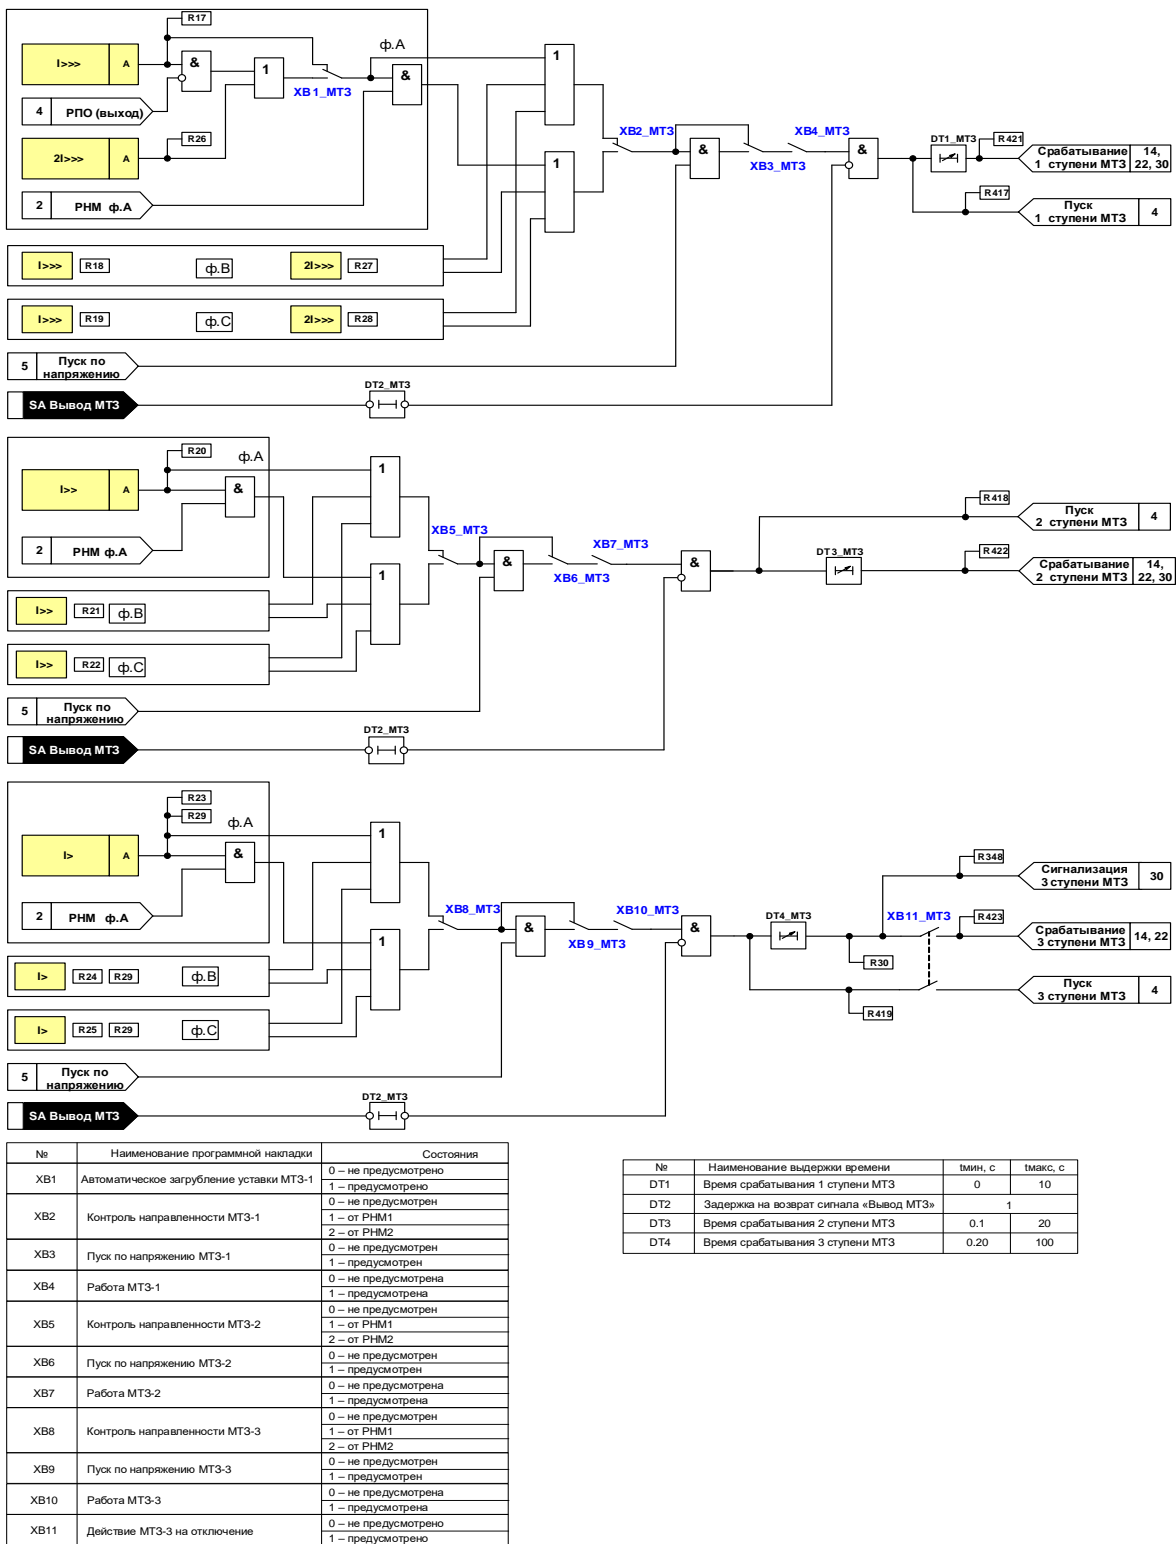 R17
I>>> A
&
1
XB1_МТЗ
ф.А
&
4 РПО (выход)
R26
2I>>> A
2 РНМ ф.А
1
1
XB2_МТЗ
&
XB3_МТЗ
XB4_МТЗ
&
DT1_МТЗ
R421
Срабатывание 1 ступени МТЗ 14, 22, 30
R417
Пуск 1 ступени МТЗ 4
I>>> R18 ф.В 2I>>> R27
I>>> R19 ф.С 2I>>> R28
5 Пуск по напряжению
SA Вывод МТЗ
DT2_МТЗ
R20
ф.А
I>> A
&
2 РНМ ф.А
1
1
XB5_МТЗ
&
XB6_МТЗ
XB7_МТЗ
&
R418
Пуск 2 ступени МТЗ 4
DT3_МТЗ
R422
Срабатывание 2 ступени МТЗ 14, 22, 30
I>> R21 ф.В
I>> R22 ф.С
5 Пуск по напряжению
SA Вывод МТЗ
DT2_МТЗ
R23
R29
ф.А
I> A
&
2 РНМ ф.А
1
1
XB8_МТЗ
&
XB9_МТЗ
XB10_МТЗ
&
DT4_МТЗ
R30
R419
XB11_МТЗ
R348
Сигнализация 3 ступени МТЗ 30
R423
Срабатывание 3 ступени МТЗ 14, 22
Пуск 3 ступени МТЗ 4
I> R24 R29 ф.В
I> R25 R29 ф.С
5 Пуск по напряжению
SA Вывод МТЗ
DT2_МТЗ
№ Наименование программной накладки Состояния
XB1 Автоматическое загрубление уставки МТЗ-1
0 – не предусмотрено
1 – предусмотрено
XB2 Контроль направленности МТЗ-1
0 – не предусмотрен
1 – от РНМ1
2 – от РНМ2
XB3 Пуск по напряжению МТЗ-1
0 – не предусмотрен
1 – предусмотрен
XB4 Работа МТЗ-1
0 – не предусмотрена
1 – предусмотрена
XB5 Контроль направленности МТЗ-2
0 – не предусмотрен
1 – от РНМ1
2 – от РНМ2
XB6 Пуск по напряжению МТЗ-2
0 – не предусмотрен
1 – предусмотрен
XB7 Работа МТЗ-2
0 – не предусмотрена
1 – предусмотрена
XB8 Контроль направленности МТЗ-3
0 – не предусмотрен
1 – от РНМ1
2 – от РНМ2
XB9 Пуск по напряжению МТЗ-3
0 – не предусмотрен
1 – предусмотрен
XB10 Работа МТЗ-3
0 – не предусмотрена
1 – предусмотрена
XB11 Действие МТЗ-3 на отключение
0 – не предусмотрено
1 – предусмотрено
№ Наименование выдержки времени tмин, с tмакс, с
DT1 Время срабатывания 1 ступени МТЗ 0 10
DT2 Задержка на возврат сигнала «Вывод МТЗ» 1
DT3 Время срабатывания 2 ступени МТЗ 0.1 20
DT4 Время срабатывания 3 ступени МТЗ 0.20 100